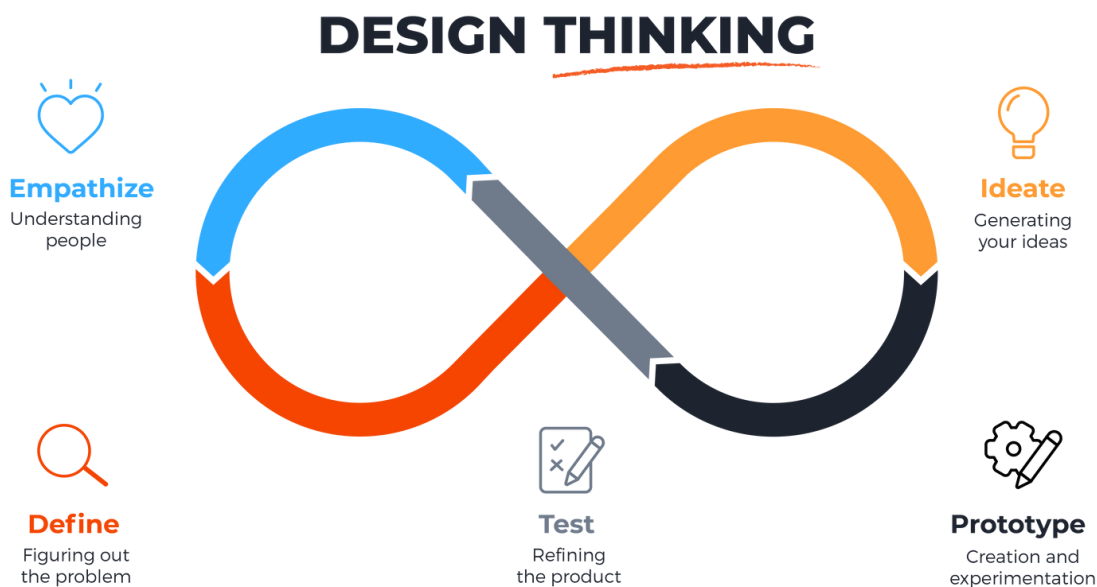 DESIGN THINKING
Empathize
Understanding
people
Ideate
Generating
your ideas
Define
Figuring out
the problem
Test
Refining
the product
Prototype
Creation and
experimentation